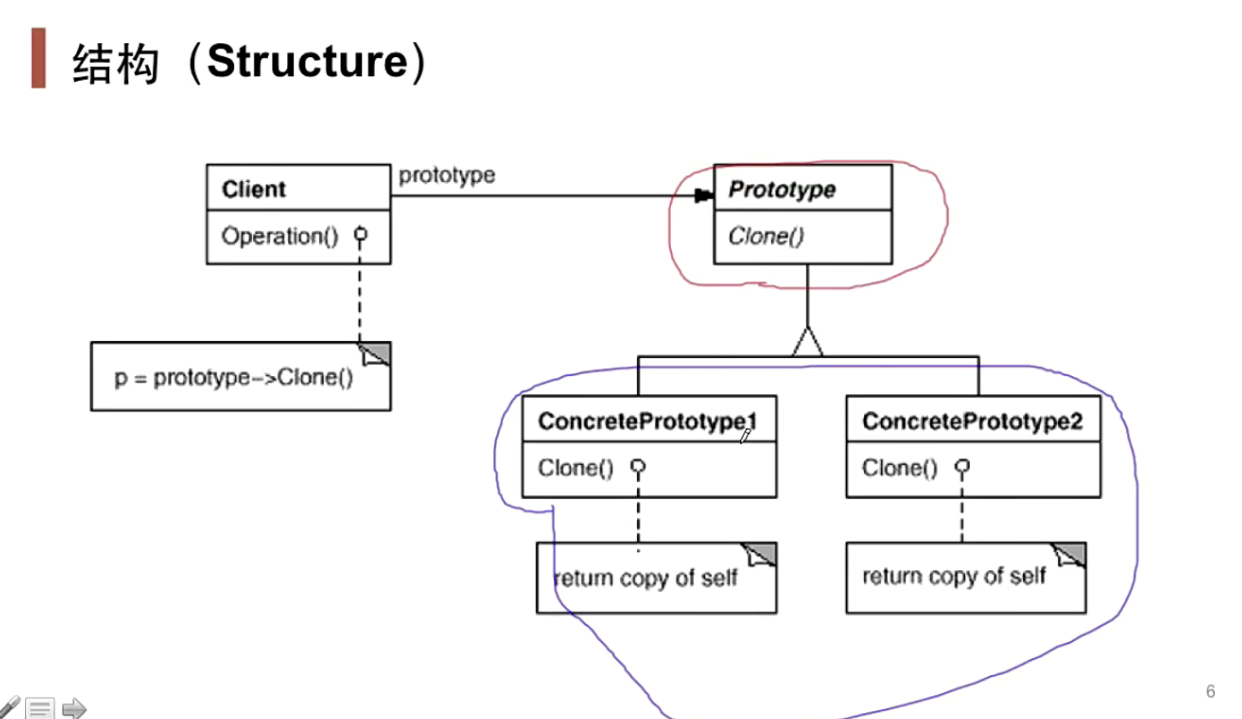 结构（Structure）
prototype
Client
Operation()
p = prototype–>Clone()
Prototype
Clone()
ConcretePrototype1
Clone()
return copy of self
ConcretePrototype2
Clone()
return copy of self
6